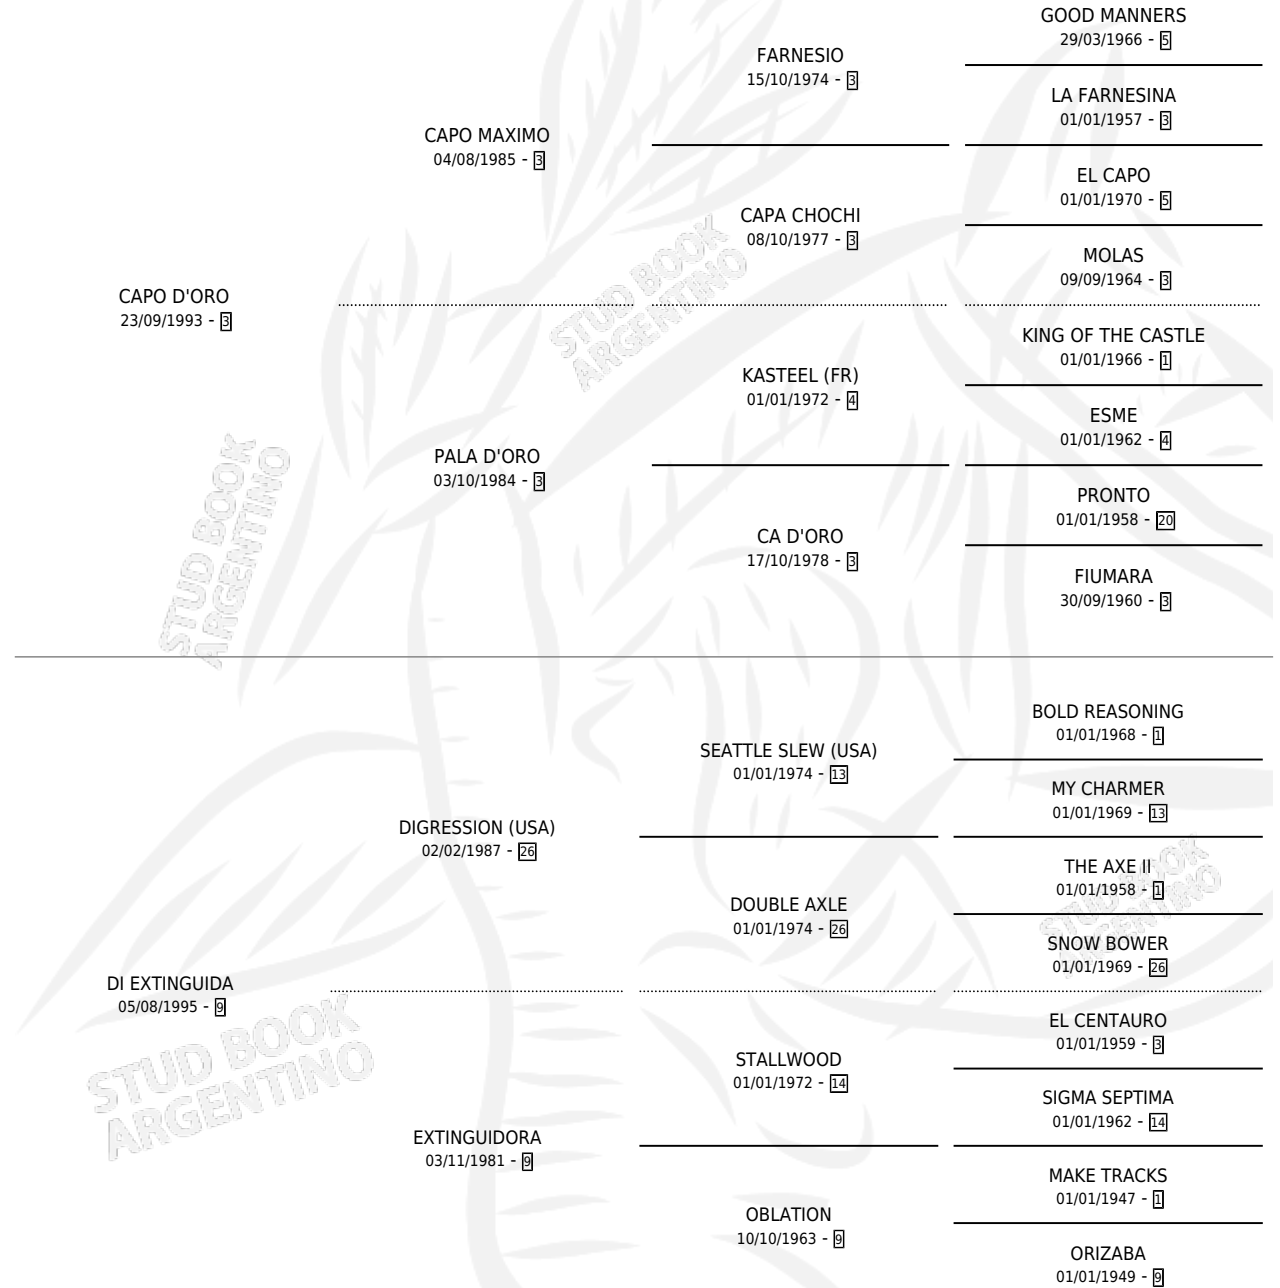 GOOD MANNERS
29/03/1966 - 5
FARNESIO
15/10/1974 - 3
LA FARNESINA
01/01/1957 - 3
CAPO MAXIMO
04/08/1985 - 3
EL CAPO
01/01/1970 - 5
CAPA CHOCHI
08/10/1977 - 3
MOLAS
09/09/1964 - 3
CAPO D'ORO
23/09/1993 - 3
KING OF THE CASTLE
01/01/1966 - 1
KASTEEL (FR)
01/01/1972 - 4
ESME
01/01/1962 - 4
PALA D'ORO
03/10/1984 - 3
PRONTO
01/01/1958 - 20
CA D'ORO
17/10/1978 - 3
FIUMARA
30/09/1960 - 3
BOLD REASONING
01/01/1968 - 1
SEATTLE SLEW (USA)
01/01/1974 - 13
MY CHARMER
01/01/1969 - 13
DIGRESSION (USA)
02/02/1987 - 26
THE AXE II
01/01/1958 - 1
DOUBLE AXLE
01/01/1974 - 26
SNOW BOWER
01/01/1969 - 26
DI EXTINGUIDA
05/08/1995 - 9
EL CENTAURO
01/01/1959 - 3
STALLWOOD
01/01/1972 - 14
SIGMA SEPTIMA
01/01/1962 - 14
EXTINGUIDORA
03/11/1981 - 9
MAKE TRACKS
01/01/1947 - 1
OBLATION
10/10/1963 - 9
ORIZABA
01/01/1949 - 9
STUD BOOK
ARGENTINO
STUD BOOK
ARGENTINO
STUD BOOK
ARGENTINO
STUD BOOK
ARGENTINO